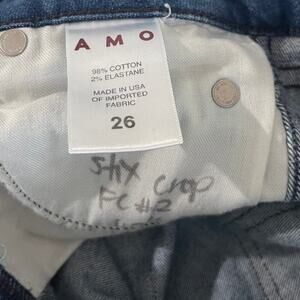 AMO
98% COTTON
2% ELASTANE
MADE IN USA
OF IMPORTED
FABRIC
26
Stix Crop
FC #2